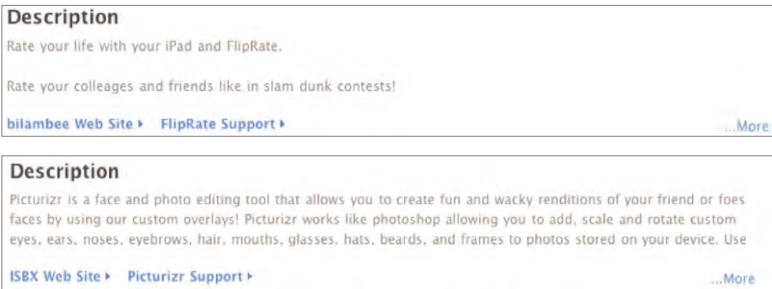 Description
Rate your life with your iPad and FlipRate.
Rate your colleages and friends like in slam dunk contests!
bilambee Web Site ▸ FlipRate Support ▸ ...More
Description
Picturizr is a face and photo editing tool that allows you to create fun and wacky renditions of your friend or foes
faces by using our custom overlays! Picturizr works like photoshop allowing you to add, scale and rotate custom
eyes, ears, noses, eyebrows, hair, mouths, glasses, hats, beards, and frames to photos stored on your device. Use
ISBX Web Site ▸ Picturizr Support ▸ ...More